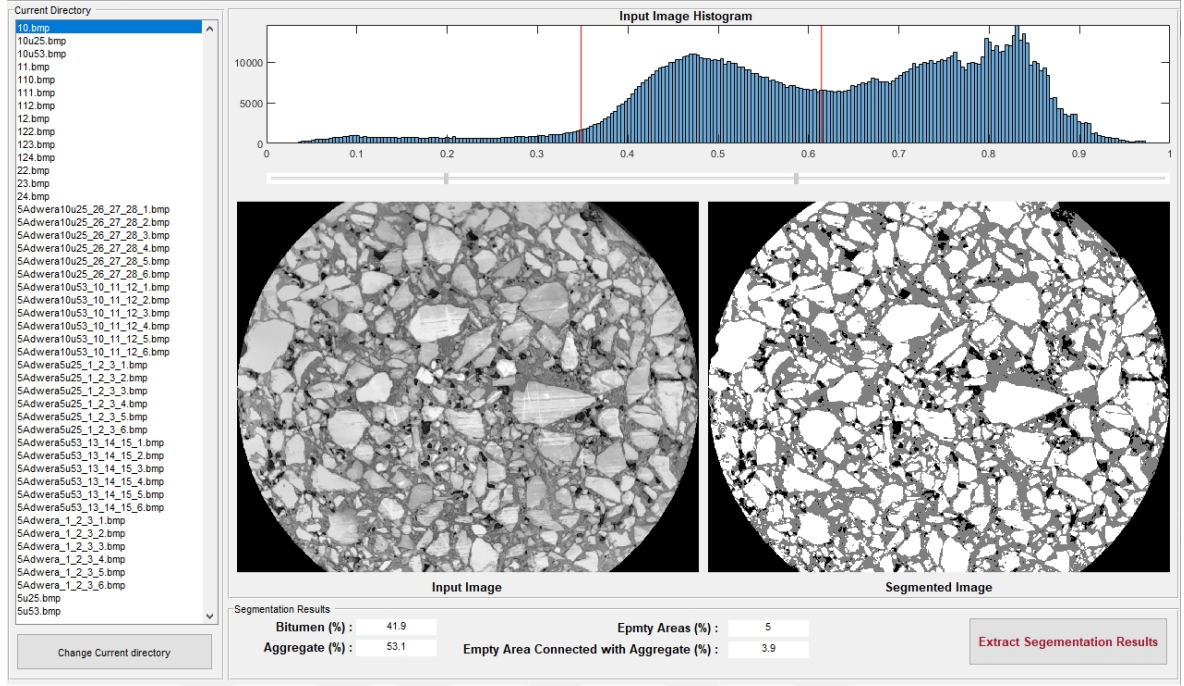 Current Directory
10.bmp
10u25.bmp
10u53.bmp
11.bmp
110.bmp
111.bmp
112.bmp
12.bmp
122.bmp
123.bmp
124.bmp
22.bmp
23.bmp
24.bmp
5Adwera10u25_26_27_28_1.bmp
5Adwera10u25_26_27_28_2.bmp
5Adwera10u25_26_27_28_3.bmp
5Adwera10u25_26_27_28_4.bmp
5Adwera10u25_26_27_28_5.bmp
5Adwera10u25_26_27_28_6.bmp
5Adwera10u53_10_11_12_1.bmp
5Adwera10u53_10_11_12_2.bmp
5Adwera10u53_10_11_12_3.bmp
5Adwera10u53_10_11_12_4.bmp
5Adwera10u53_10_11_12_5.bmp
5Adwera10u53_10_11_12_6.bmp
5Adwera5u25_1_2_3_1.bmp
5Adwera5u25_1_2_3_2.bmp
5Adwera5u25_1_2_3_3.bmp
5Adwera5u25_1_2_3_4.bmp
5Adwera5u25_1_2_3_5.bmp
5Adwera5u25_1_2_3_6.bmp
5Adwera5u53_13_14_15_1.bmp
5Adwera5u53_13_14_15_2.bmp
5Adwera5u53_13_14_15_3.bmp
5Adwera5u53_13_14_15_4.bmp
5Adwera5u53_13_14_15_5.bmp
5Adwera5u53_13_14_15_6.bmp
5Adwera_1_2_3_1.bmp
5Adwera_1_2_3_2.bmp
5Adwera_1_2_3_3.bmp
5Adwera_1_2_3_4.bmp
5Adwera_1_2_3_5.bmp
5Adwera_1_2_3_6.bmp
5u25.bmp
5u53.bmp
Change Current directory
Input Image Histogram
10000
5000
0
0 0.1 0.2 0.3 0.4 0.5 0.6 0.7 0.8 0.9 1
Input Image
Segmented Image
Segmentation Results
Bitumen (%) : 41.9
Aggregate (%) : 53.1
Epmty Areas (%) : 5
Empty Area Connected with Aggregate (%) : 3.9
Extract Segementation Results